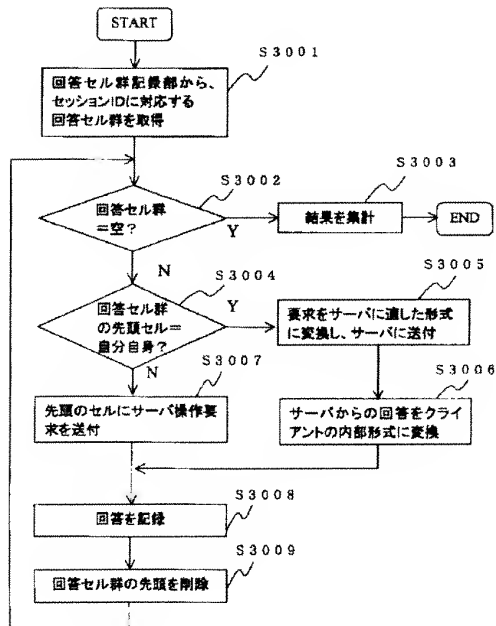 START
S3001
回答セル群記録部から、
セッションIDに対応する
回答セル群を取得
S3002
回答セル群
=空?
Y
N
S3003
結果を集計
END
S3004
回答セル群
の先頭セル=
自分自身?
Y
N
S3005
要求をサーバに適した形式
に変換し、サーバに送付
S3006
サーバからの回答をクライ
アントの内部形式に変換
S3007
先頭のセルにサーバ操作要
求を送付
S3008
回答を記録
S3009
回答セル群の先頭を削除